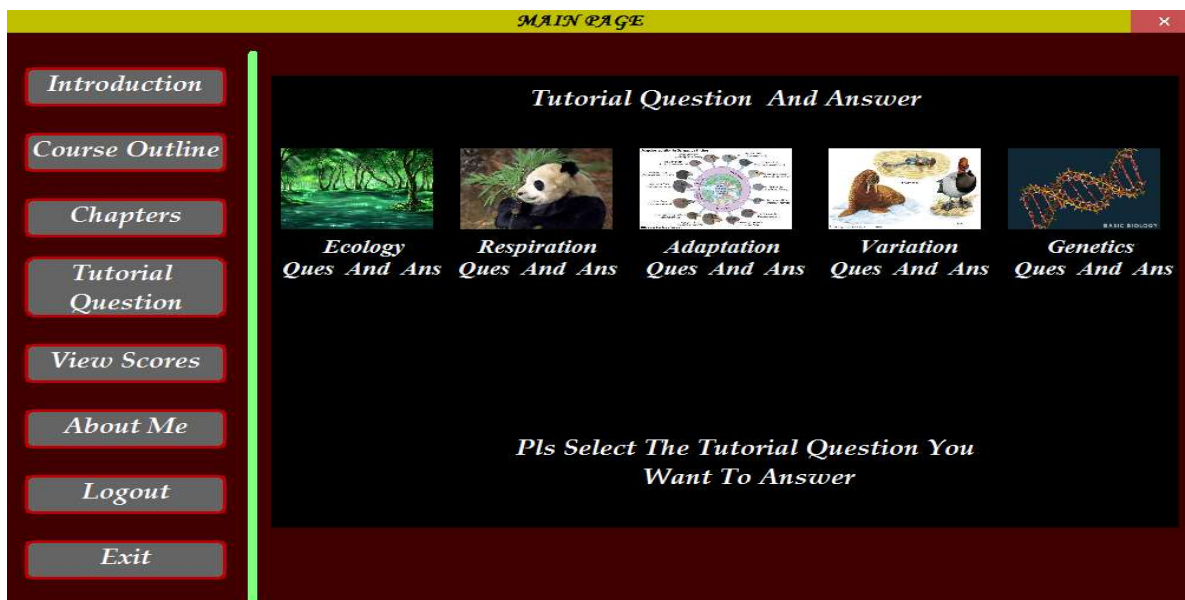 MAIN PAGE
Introduction
Course Outline
Chapters
Tutorial
Question
View Scores
About Me
Logout
Exit
Tutorial Question And Answer
Ecology
Ques And Ans
Respiration
Ques And Ans
Adaptation
Ques And Ans
Variation
Ques And Ans
Genetics
Ques And Ans
BASIC BIOLOGY
Pls Select The Tutorial Question You
Want To Answer